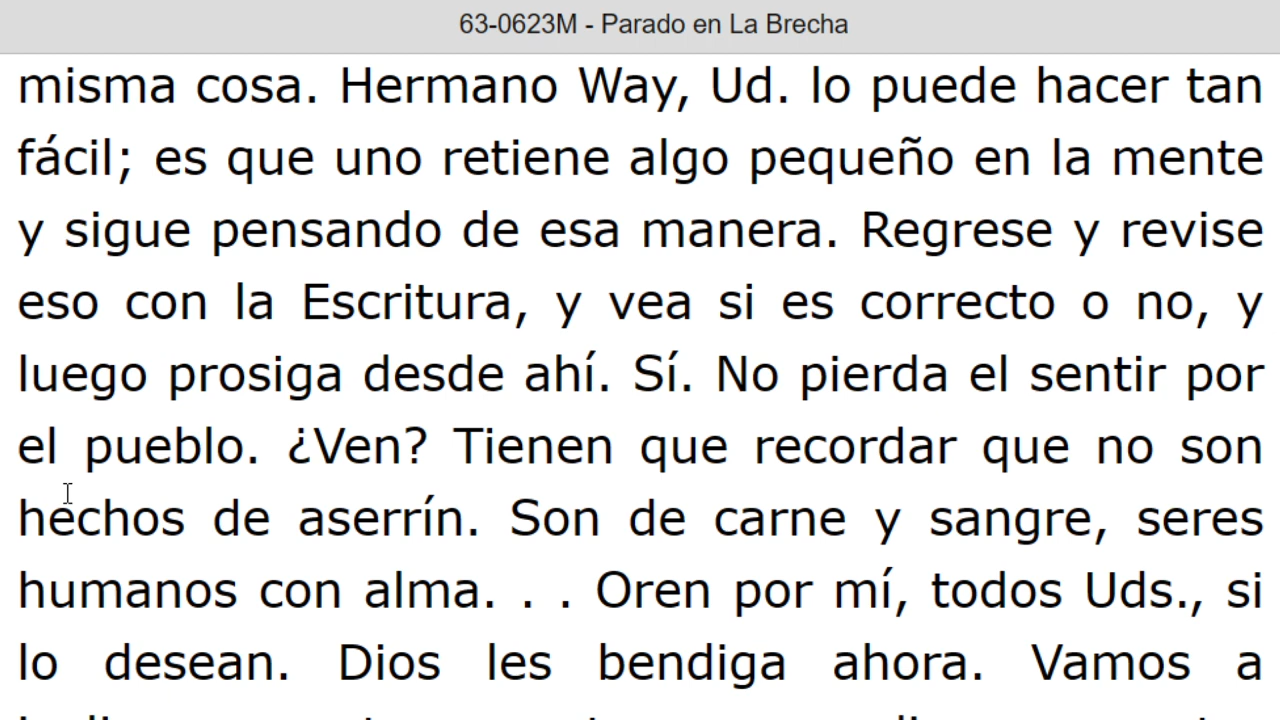 63-0623M - Parado en La Brecha
misma cosa. Hermano Way, Ud. lo puede hacer tan
fácil; es que uno retiene algo pequeño en la mente
y sigue pensando de esa manera. Regrese y revise
eso con la Escritura, y vea si es correcto o no, y
luego prosiga desde ahí. Sí. No pierda el sentir por
el pueblo. ¿Ven? Tienen que recordar que no son
hechos de aserrín. Son de carne y sangre, seres
humanos con alma. . . Oren por mí, todos Uds., si
lo desean. Dios les bendiga ahora. Vamos a